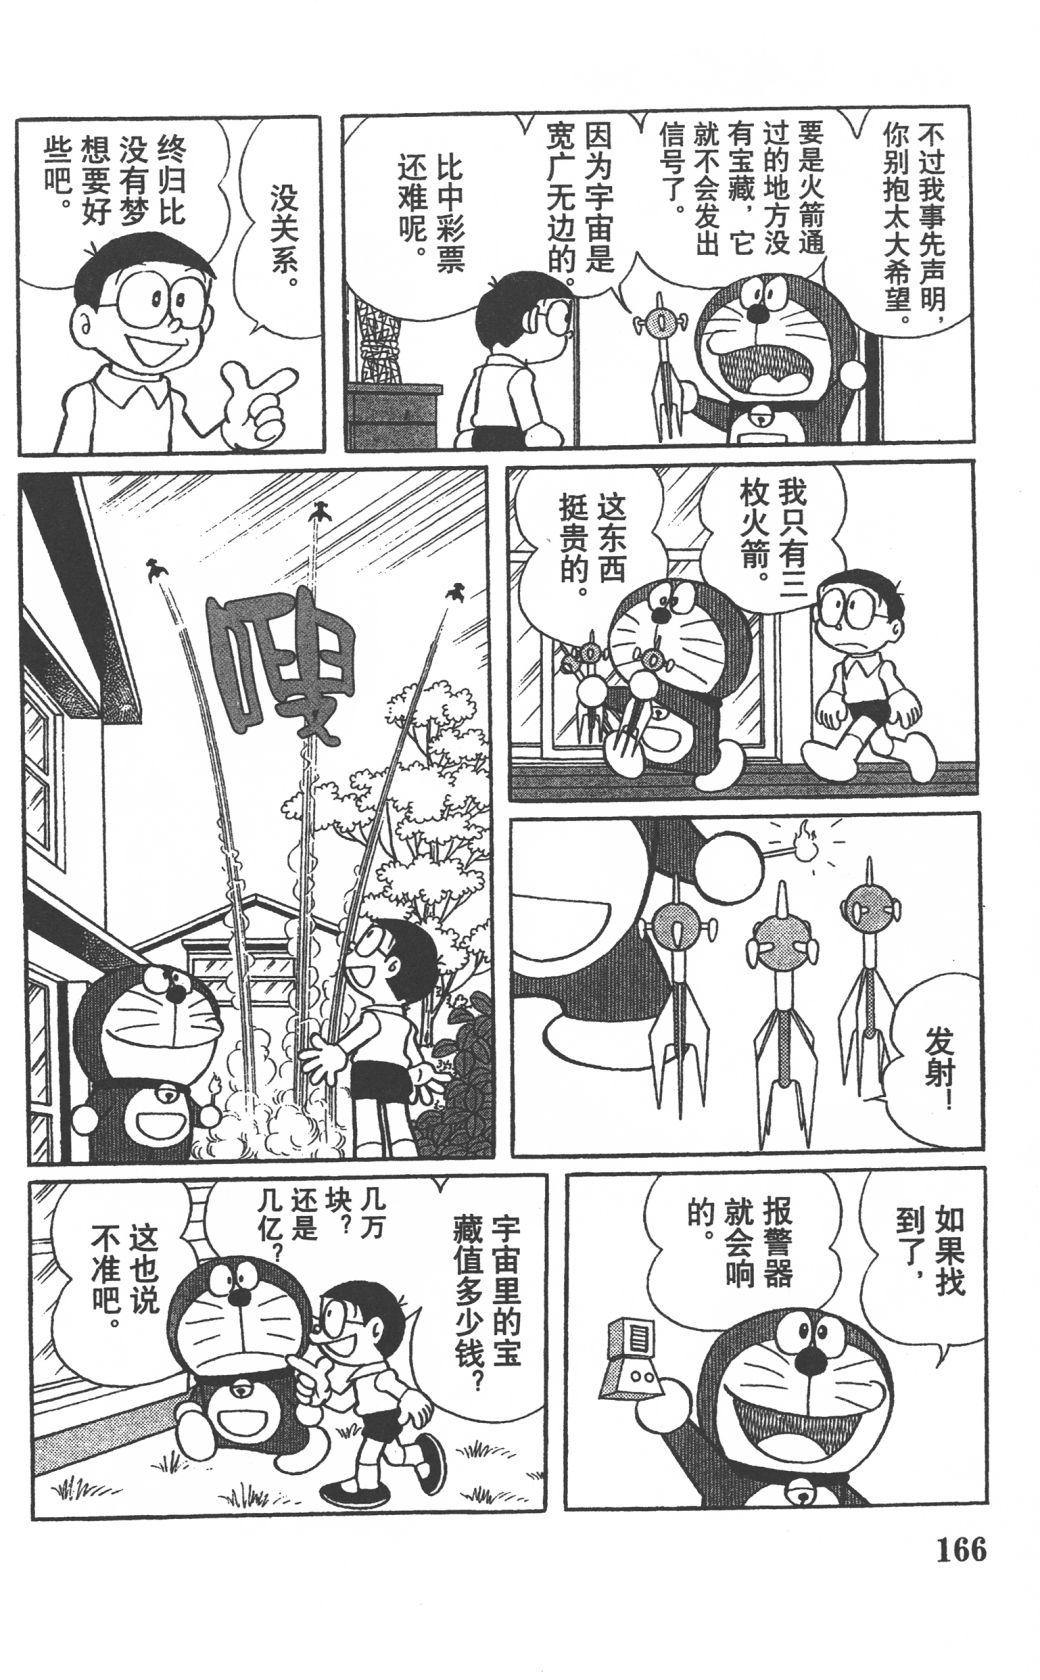 不过我事先声明，
你别抱太大希望。
要是火箭通
过的地方没
有宝藏，它
就不会发出
信号了。
因为宇宙是
宽广无边的。
比中彩票
还难呢。
没关系。
终归比
没有梦
想要好
些吧。
我只有三
枚火箭。
这东西
挺贵的。
发射！
嗖
如果找
到了，
报警器
就会响
的。
宇宙里的宝
藏值多少钱？
几万
块？
还是
几亿？
这也说
不准吧。
166